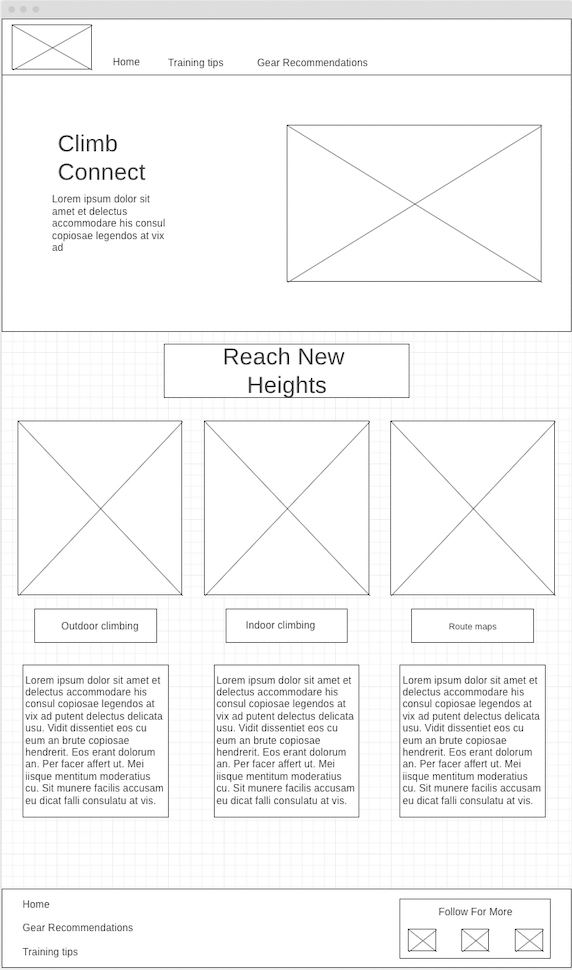 Home Training tips Gear Recommendations
Climb
Connect
Lorem ipsum dolor sit
amet et delectus
accommodare his consul
copiosae legendos at vix
ad
Reach New
Heights
Outdoor climbing
Indoor climbing
Route maps
Lorem ipsum dolor sit amet et
delectus accommodare his
consul copiosae legendos at
vix ad putent delectus delicata
usu. Vidit dissentiet eos cu
eum an brute copiosae
hendrerit. Eos erant dolorum
an. Per facer affert ut. Mei
iisque mentitum moderatius
cu. Sit munere facilis accusam
eu dicat falli consulatu at vis.
Lorem ipsum dolor sit amet et
delectus accommodare his
consul copiosae legendos at
vix ad putent delectus delicata
usu. Vidit dissentiet eos cu
eum an brute copiosae
hendrerit. Eos erant dolorum
an. Per facer affert ut. Mei
iisque mentitum moderatius
cu. Sit munere facilis accusam
eu dicat falli consulatu at vis.
Lorem ipsum dolor sit amet et
delectus accommodare his
consul copiosae legendos at
vix ad putent delectus delicata
usu. Vidit dissentiet eos cu
eum an brute copiosae
hendrerit. Eos erant dolorum
an. Per facer affert ut. Mei
iisque mentitum moderatius
cu. Sit munere facilis accusam
eu dicat falli consulatu at vis.
Home
Gear Recommendations
Training tips
Follow For More